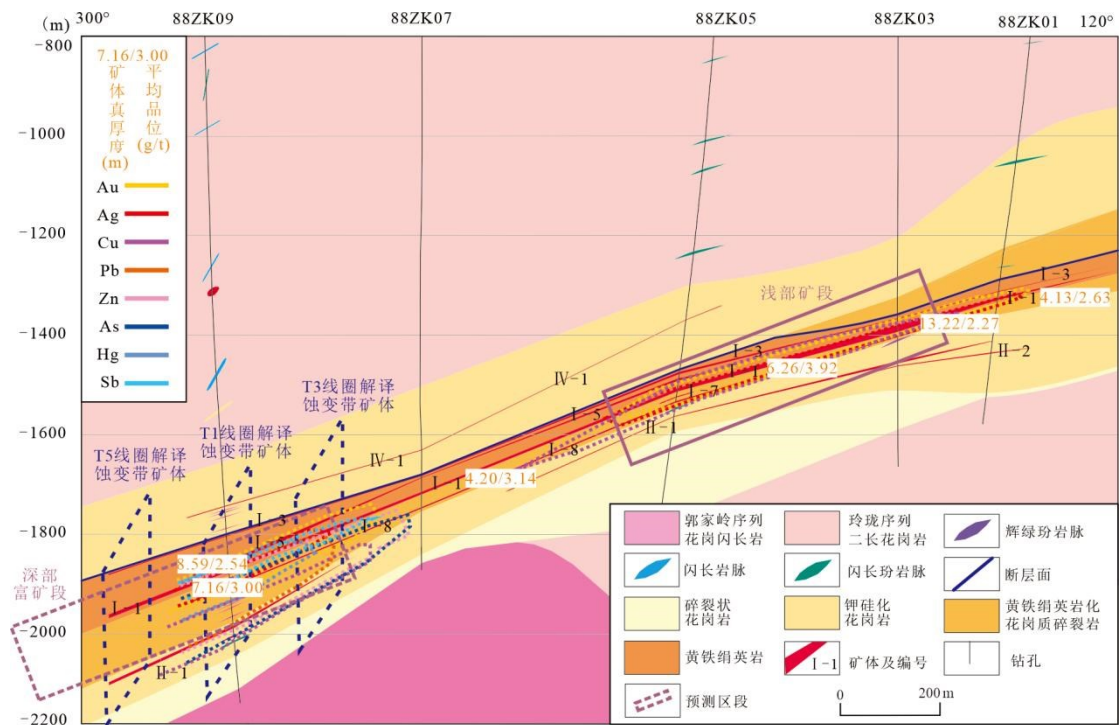 (m)
300°
88ZK09
88ZK07
88ZK05
88ZK03
88ZK01
120°
-800
-1000
-1200
-1400
-1600
-1800
-2000
-2200
7.16/3.00
矿体真厚度(m)
平均品位(g/t)
Au
Ag
Cu
Pb
Zn
As
Hg
Sb
浅部矿段
I-3
I-1
4.13/2.63
13.22/2.27
II-2
I-3
I-1
6.26/3.92
I-7
IV-1
I-5
II-1
I-8
T3线圈解译
蚀变带矿体
T1线圈解译
蚀变带矿体
T5线圈解译
蚀变带矿体
IV-1
I-1
4.20/3.14
I-3
I-5
I-8
8.59/2.54
7.16/3.00
深部
富矿段
I-1
II-1
郭家岭序列
花岗闪长岩
玲珑序列
二长花岗岩
辉绿玢岩脉
闪长岩脉
闪长玢岩脉
断层面
碎裂状
花岗岩
钾硅化
花岗岩
黄铁绢英岩化
花岗质碎裂岩
黄铁绢英岩
I-1
矿体及编号
钻孔
预测区段
0
200m